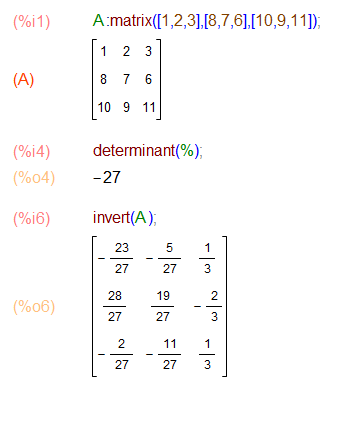 (%i1) A:matrix([1,2,3],[8,7,6],[10,9,11]);
(A)
1 2 3
8 7 6
10 9 11
(%i4) determinant(%);
(%o4) -27
(%i6) invert(A);
(%o6)
-23/27 -5/27 1/3
28/27 19/27 -2/3
-2/27 -11/27 1/3